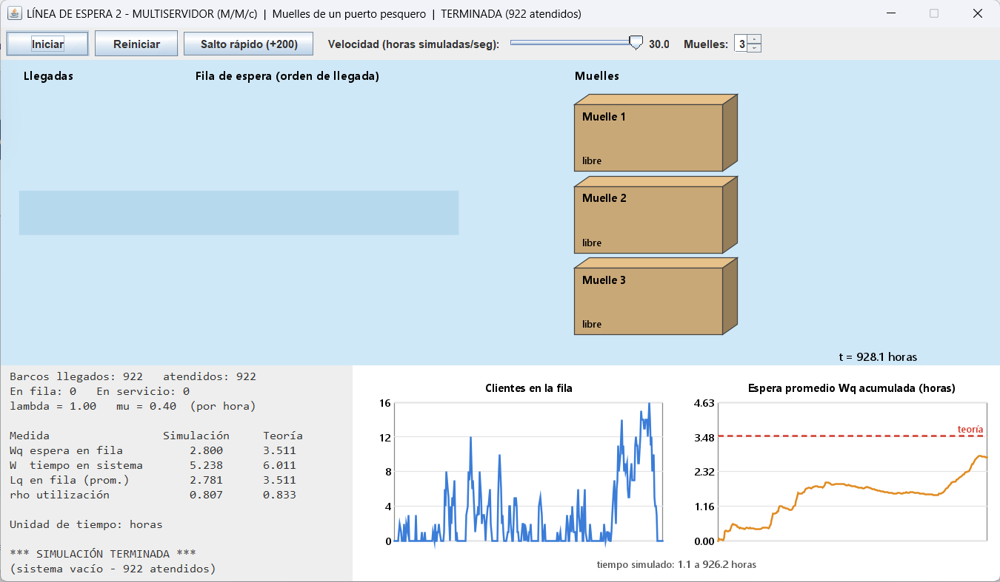 LÍNEA DE ESPERA 2 - MULTISERVIDOR (M/M/c) | Muelles de un puerto pesquero | TERMINADA (922 atendidos)
Iniciar Reiniciar Salto rápido (+200) Velocidad (horas simuladas/seg): 30.0 Muelles: 3
Llegadas Fila de espera (orden de llegada) Muelles
Muelle 1
libre
Muelle 2
libre
Muelle 3
libre
t = 928.1 horas
Barcos llegados: 922 atendidos: 922
En fila: 0 En servicio: 0
lambda = 1.00 mu = 0.40 (por hora)
Medida Simulación Teoría
Wq espera en fila 2.800 3.511
W tiempo en sistema 5.238 6.011
Lq en fila (prom.) 2.781 3.511
rho utilización 0.807 0.833
Unidad de tiempo: horas
*** SIMULACIÓN TERMINADA ***
(sistema vacío - 922 atendidos)
Clientes en la fila
16
12
8
4
0
Espera promedio Wq acumulada (horas)
4.63
teoría
3.48
2.32
1.16
0.00
tiempo simulado: 1.1 a 926.2 horas